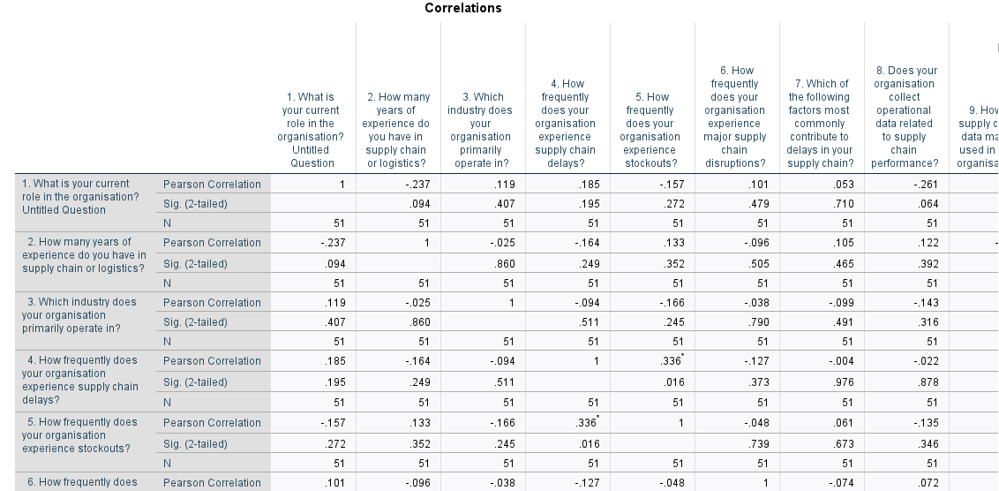 Correlations
1. What is your current role in the organisation? Untitled Question
2. How many years of experience do you have in supply chain or logistics?
3. Which industry does your organisation primarily operate in?
4. How frequently does your organisation experience supply chain delays?
5. How frequently does your organisation experience stockouts?
6. How frequently does your organisation experience major supply chain disruptions?
7. Which of the following factors most commonly contribute to delays in your supply chain?
8. Does your organisation collect operational data related to supply chain performance?
9. How supply c data ma used in organisa
1. What is your current role in the organisation? Untitled Question
Pearson Correlation 1 -.237 .119 .185 -.157 .101 .053 -.261
Sig. (2-tailed) .094 .407 .195 .272 .479 .710 .064
N 51 51 51 51 51 51 51 51
2. How many years of experience do you have in supply chain or logistics?
Pearson Correlation -.237 1 -.025 -.164 .133 -.096 .105 .122 -
Sig. (2-tailed) .094 .860 .249 .352 .505 .465 .392
N 51 51 51 51 51 51 51 51
3. Which industry does your organisation primarily operate in?
Pearson Correlation .119 -.025 1 -.094 -.166 -.038 -.099 -.143
Sig. (2-tailed) .407 .860 .511 .245 .790 .491 .316
N 51 51 51 51 51 51 51 51
4. How frequently does your organisation experience supply chain delays?
Pearson Correlation .185 -.164 -.094 1 .336* -.127 -.004 -.022
Sig. (2-tailed) .195 .249 .511 .016 .373 .976 .878
N 51 51 51 51 51 51 51 51
5. How frequently does your organisation experience stockouts?
Pearson Correlation -.157 .133 -.166 .336* 1 -.048 .061 -.135
Sig. (2-tailed) .272 .352 .245 .016 .739 .673 .346
N 51 51 51 51 51 51 51 51
6. How frequently does
Pearson Correlation .101 -.096 -.038 -.127 -.048 1 -.074 .072